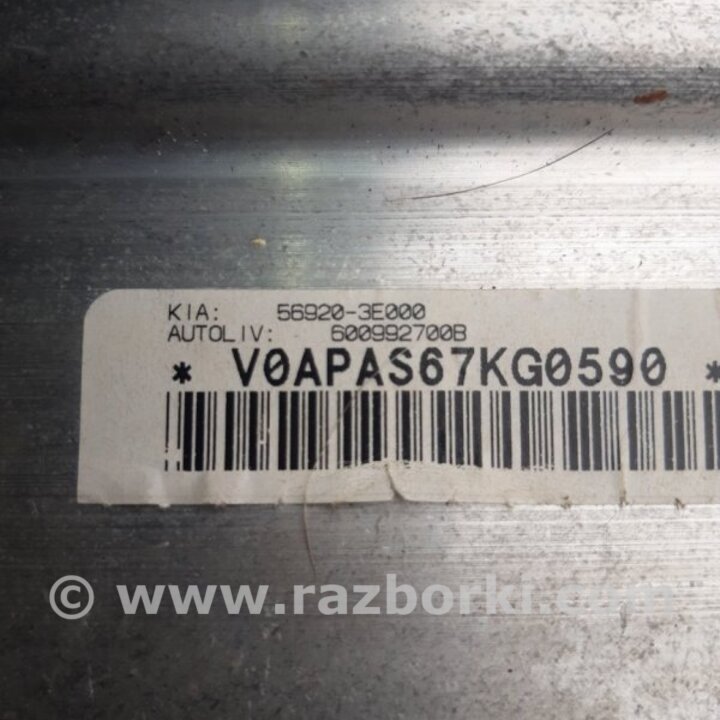 KIA: 56920-3E000
AUTOLIV: 600992700B
* V0APAS67KG0590 *
© www.razborki.com